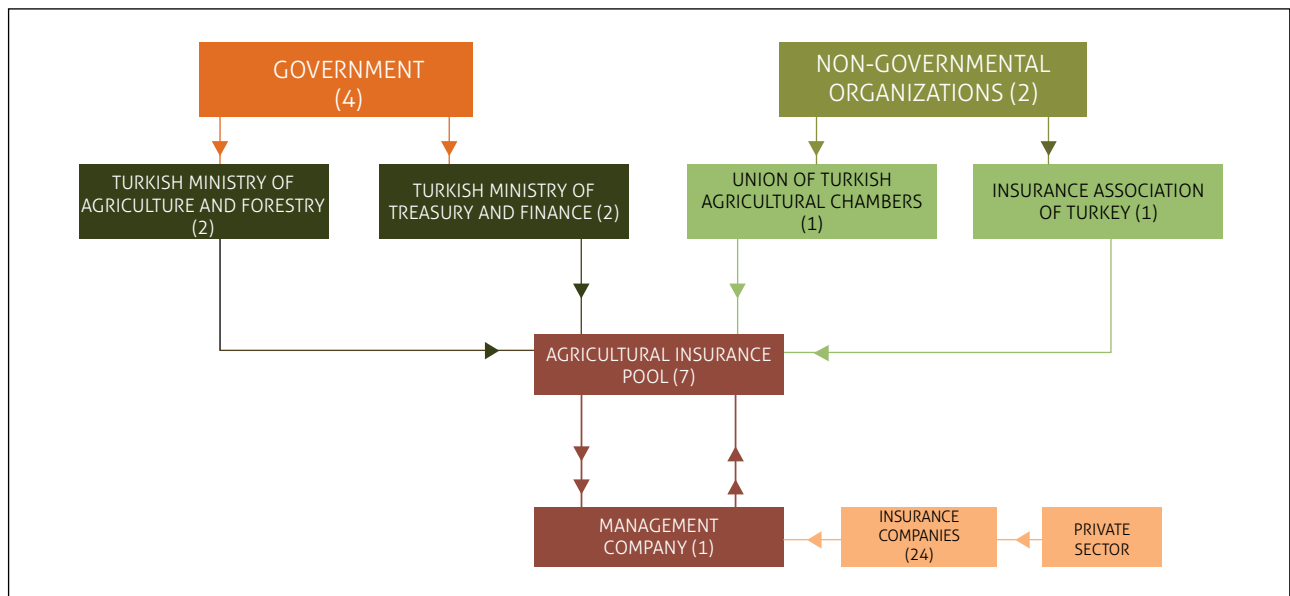 GOVERNMENT
(4)
NON-GOVERNMENTAL
ORGANIZATIONS (2)
TURKISH MINISTRY OF
AGRICULTURE AND FORESTRY
(2)
TURKISH MINISTRY OF
TREASURY AND FINANCE (2)
UNION OF TURKISH
AGRICULTURAL CHAMBERS
(1)
INSURANCE ASSOCIATION
OF TURKEY (1)
AGRICULTURAL INSURANCE
POOL (7)
MANAGEMENT
COMPANY (1)
INSURANCE
COMPANIES
(24)
PRIVATE
SECTOR